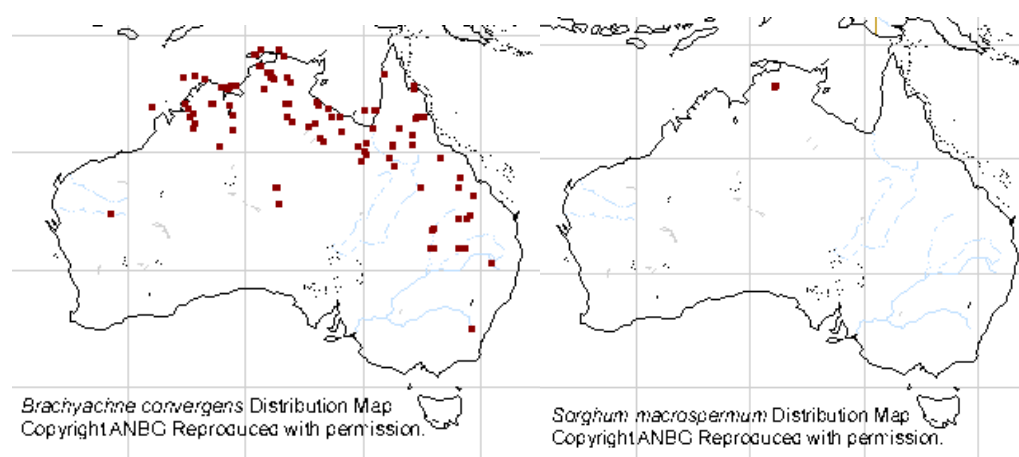 Brachyachne convergens Distribution Map
Copyright ANBG Reproduced with permission.
Sorghum macrospermum Distribution Map
Copyright ANBG Reproduced with permission.